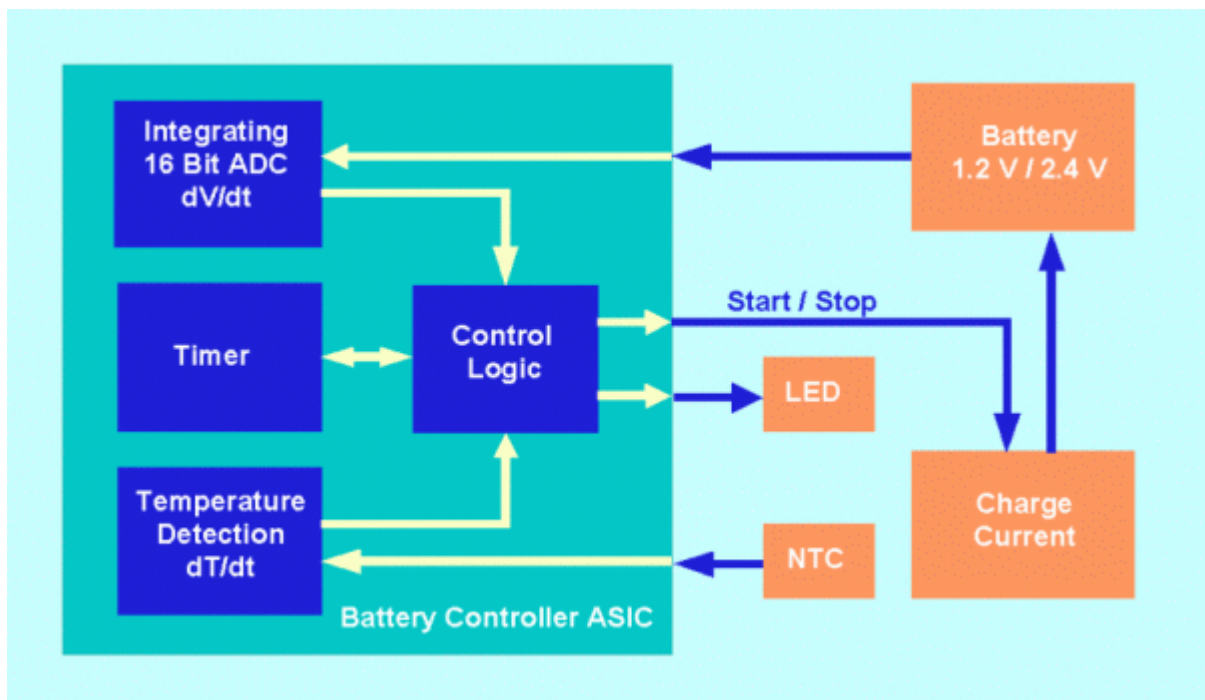 Integrating
16 Bit ADC
dV/dt
Battery
1.2 V / 2.4 V
Start / Stop
Timer
Control
Logic
LED
Temperature
Detection
dT/dt
NTC
Charge
Current
Battery Controller ASIC